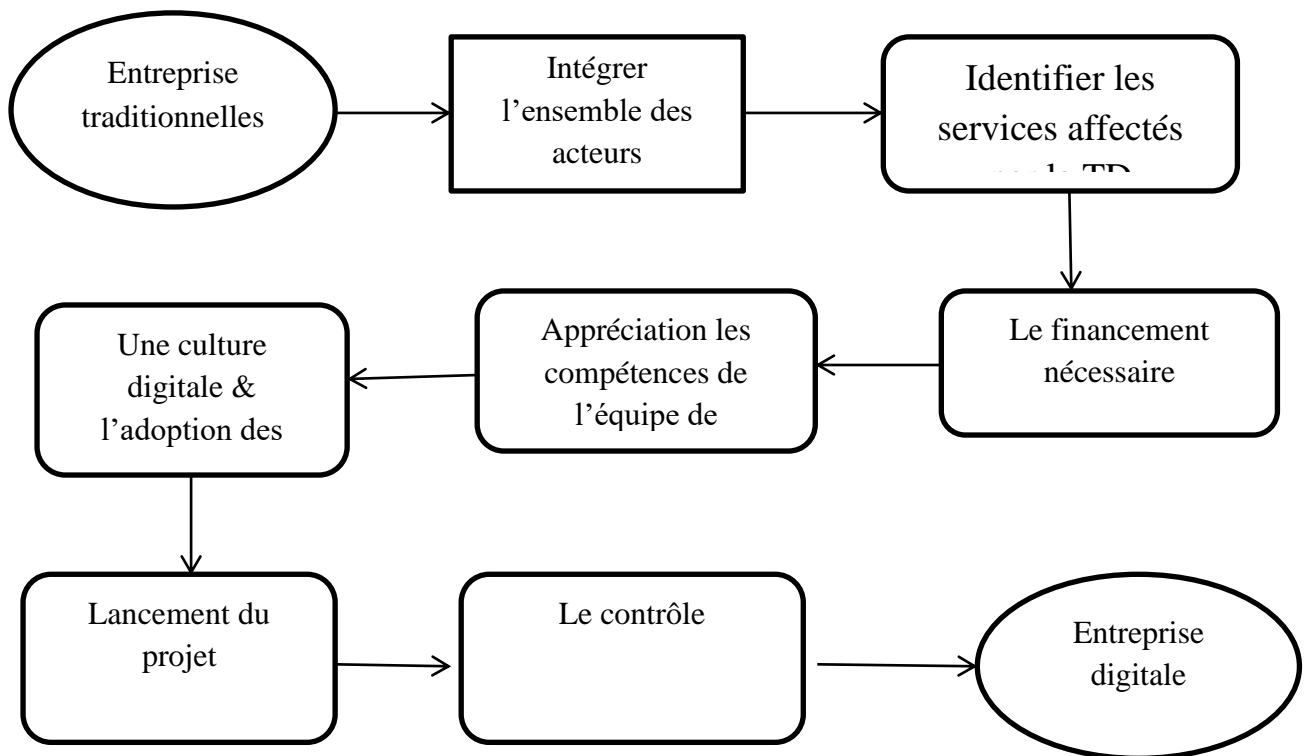 Entreprise
traditionnelles
Intégrer
l’ensemble des
acteurs
Identifier les
services affectés
TD
Le financement
nécessaire
Appréciation les
compétences de
l’équipe de
Une culture
digitale &
l’adoption des
Lancement du
projet
Le contrôle
Entreprise
digitale